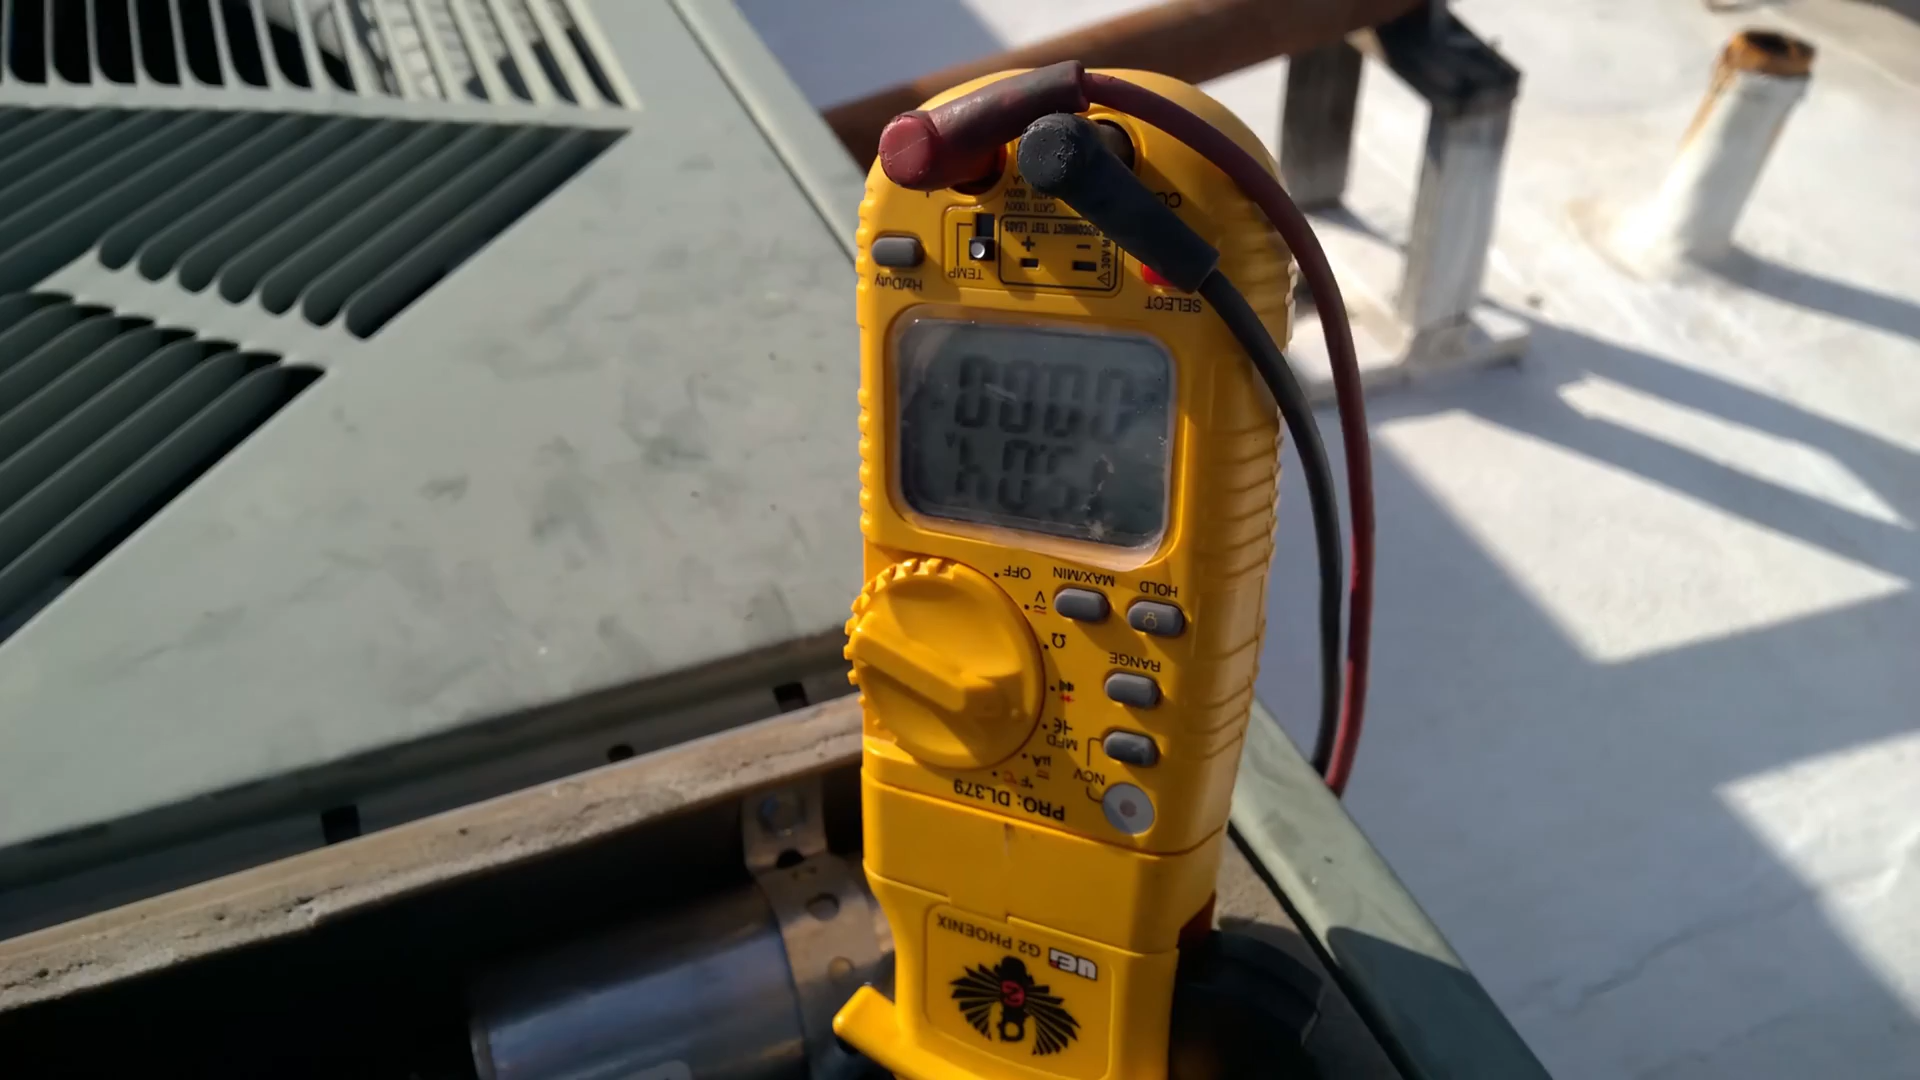 UEi G2 PHOENIX
PRO: DL379
°F°C
NCV
µA
MFD
RANGE
Ω
V
HOLD
MAX/MIN
OFF
SELECT
Hz/Duty
TEMP
DISCONNECT TEST LEADS
+ −